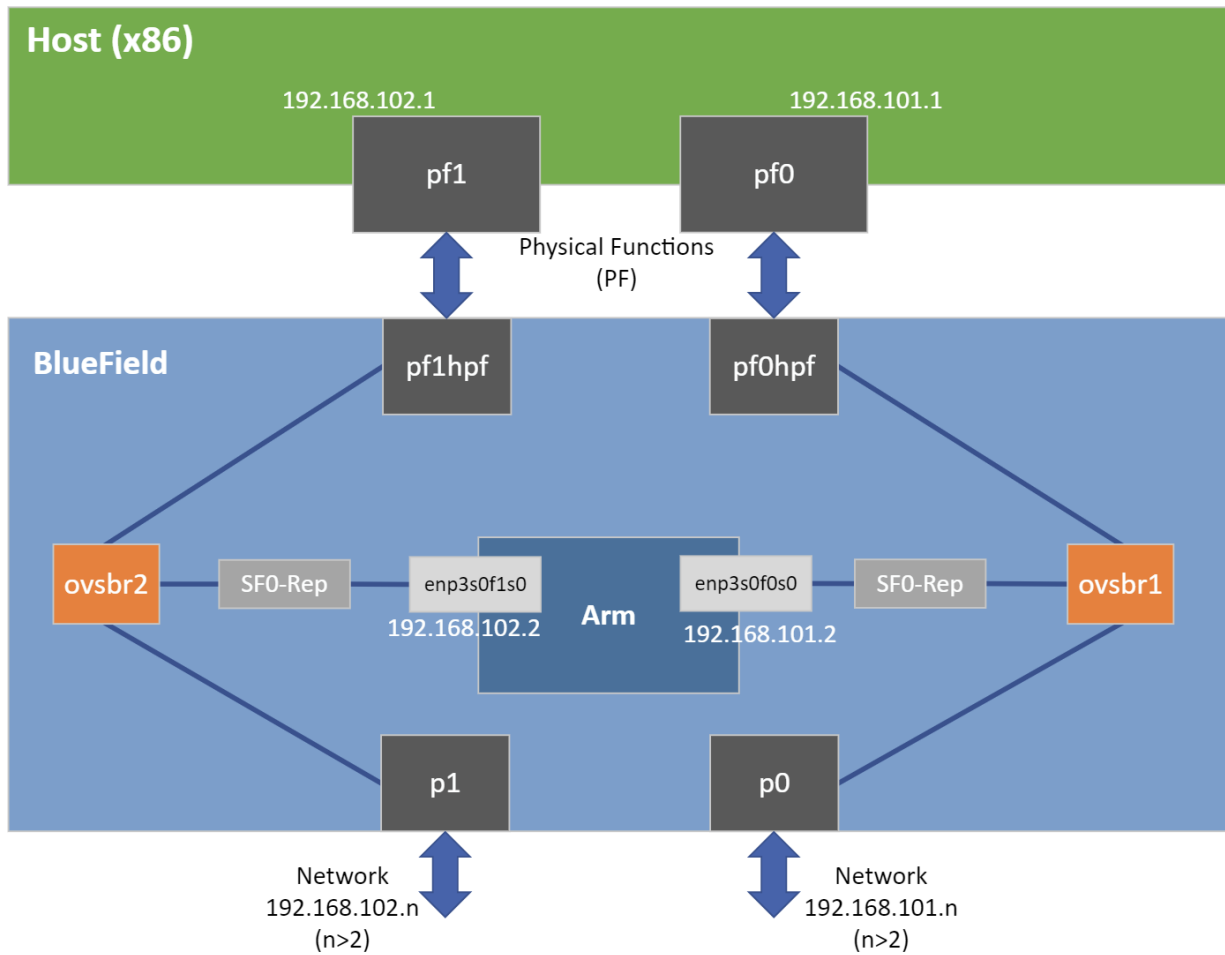 Host (x86)
192.168.102.1
192.168.101.1
pf1
pf0
Physical Functions
(PF)
BlueField
pf1hpf
pf0hpf
ovsbr2
SF0-Rep
enp3s0f1s0
192.168.102.2
Arm
enp3s0f0s0
192.168.101.2
SF0-Rep
ovsbr1
p1
p0
Network
192.168.102.n
(n>2)
Network
192.168.101.n
(n>2)